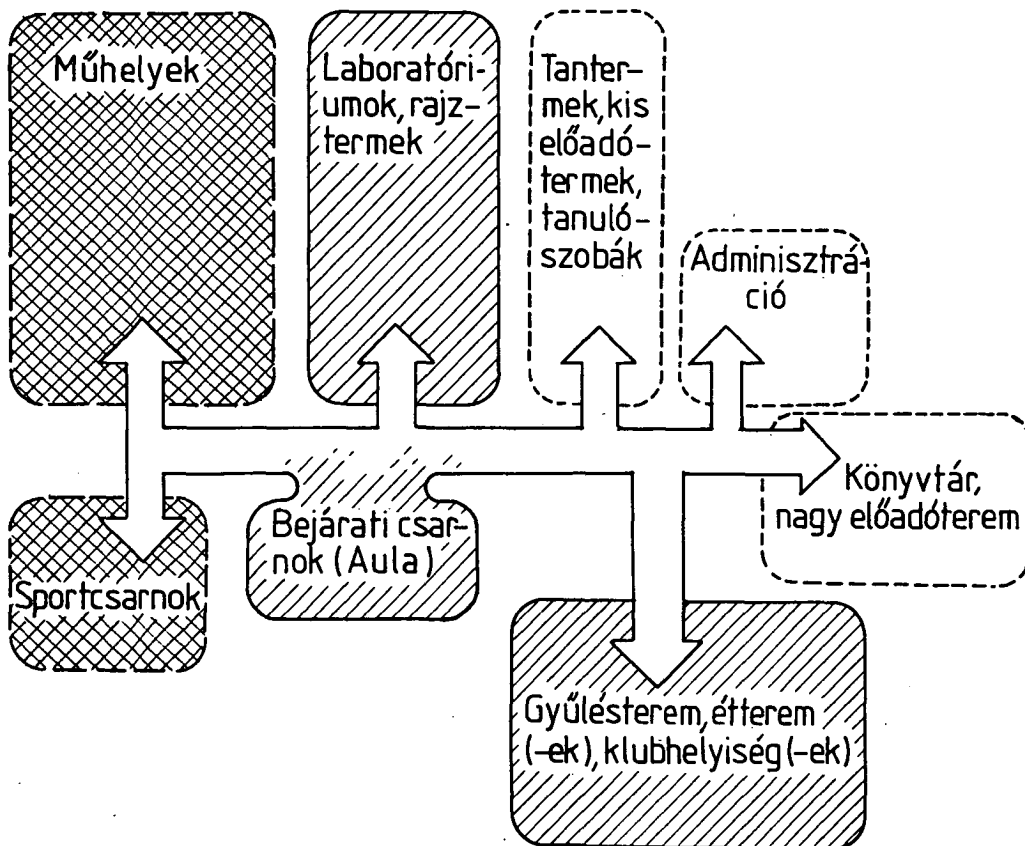 Műhelyek
Laboratóri-
umok, rajz-
termek
Tanter-
mek, kis
előadó-
termek,
tanuló-
szobák
Adminisztrá-
ció
Könyvtár,
nagy előadóterem
Bejárati csar-
nok (Aula)
Sportcsarnok
Gyűlésterem, étterem
(-ek), klubhelyiség (-ek)